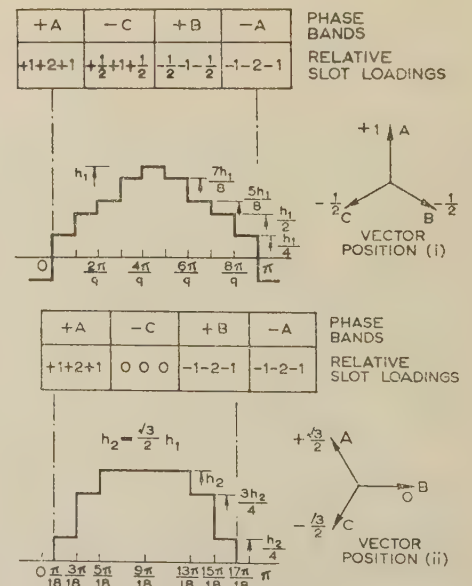 +A −C +B −A PHASE BANDS
+1+2+1 +½+1+½ −½−1−½ −1−2−1 RELATIVE SLOT LOADINGS
+1 A
h₁ 7h₁/8
5h₁/8
h₁/2
h₁/4
−½ C B −½
0 2π/9 4π/9 6π/9 8π/9 π
VECTOR POSITION (i)
+A −C +B −A PHASE BANDS
+1+2+1 0 0 0 −1−2−1 −1−2−1 RELATIVE SLOT LOADINGS
h₂ = √3/2 h₁
+√3/2 A
h₂
3h₂/4
B 0
−√3/2 C
h₂/4
0 π/18 3π/18 5π/18 9π/18 13π/18 15π/18 17π/18 π
VECTOR POSITION (ii)